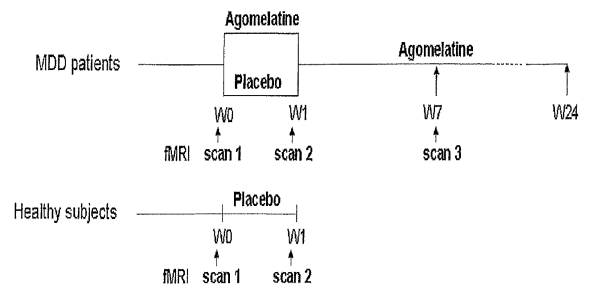 Agomelatine
MDD patients
Agomelatine
Placebo
W0 W1 W7 W24
fMRI scan 1 scan 2 scan 3
Placebo
Healthy subjects
W0 W1
fMRI scan 1 scan 2